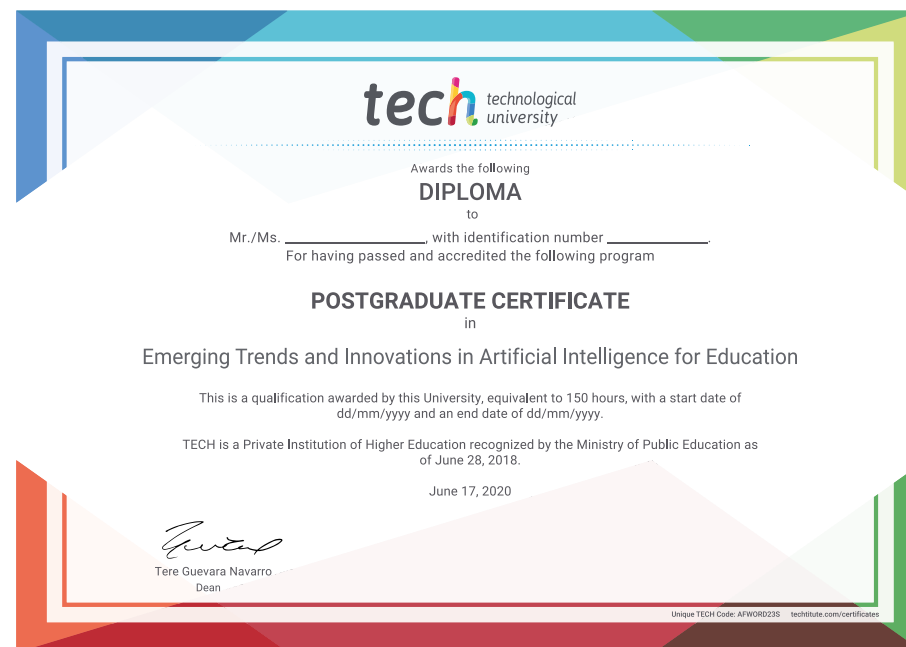 tech technological
university
Awards the following
DIPLOMA
to
Mr./Ms. ____________________, with identification number ______________.
For having passed and accredited the following program
POSTGRADUATE CERTIFICATE
in
Emerging Trends and Innovations in Artificial Intelligence for Education
This is a qualification awarded by this University, equivalent to 150 hours, with a start date of
dd/mm/yyyy and an end date of dd/mm/yyyy.
TECH is a Private Institution of Higher Education recognized by the Ministry of Public Education as
of June 28, 2018.
June 17, 2020
Tere Guevara Navarro
Dean
Unique TECH Code: AFWORD23S techtitute.com/certificates